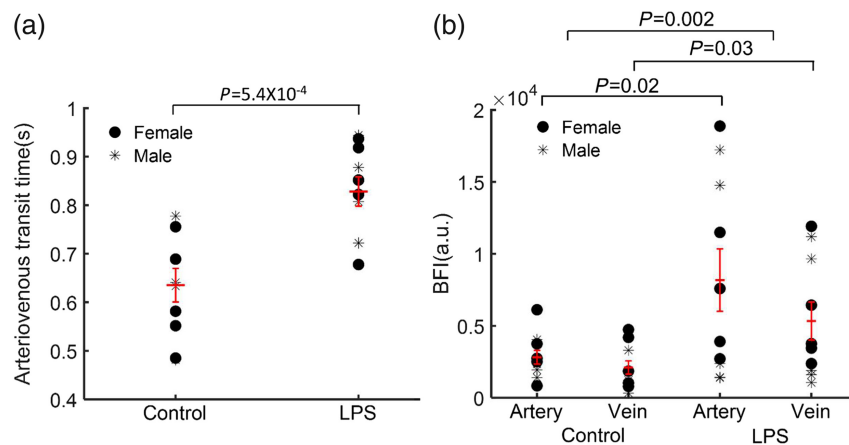 (a)
P=5.4X10-4
Arteriovenous transit time(s)
1
0.9
0.8
0.7
0.6
0.5
0.4
Female
Male
Control
LPS
(b)
P=0.002
P=0.03
P=0.02
×10⁴
BFI(a.u.)
2
1.5
1
0.5
0
Female
Male
Artery Vein Artery Vein
Control LPS